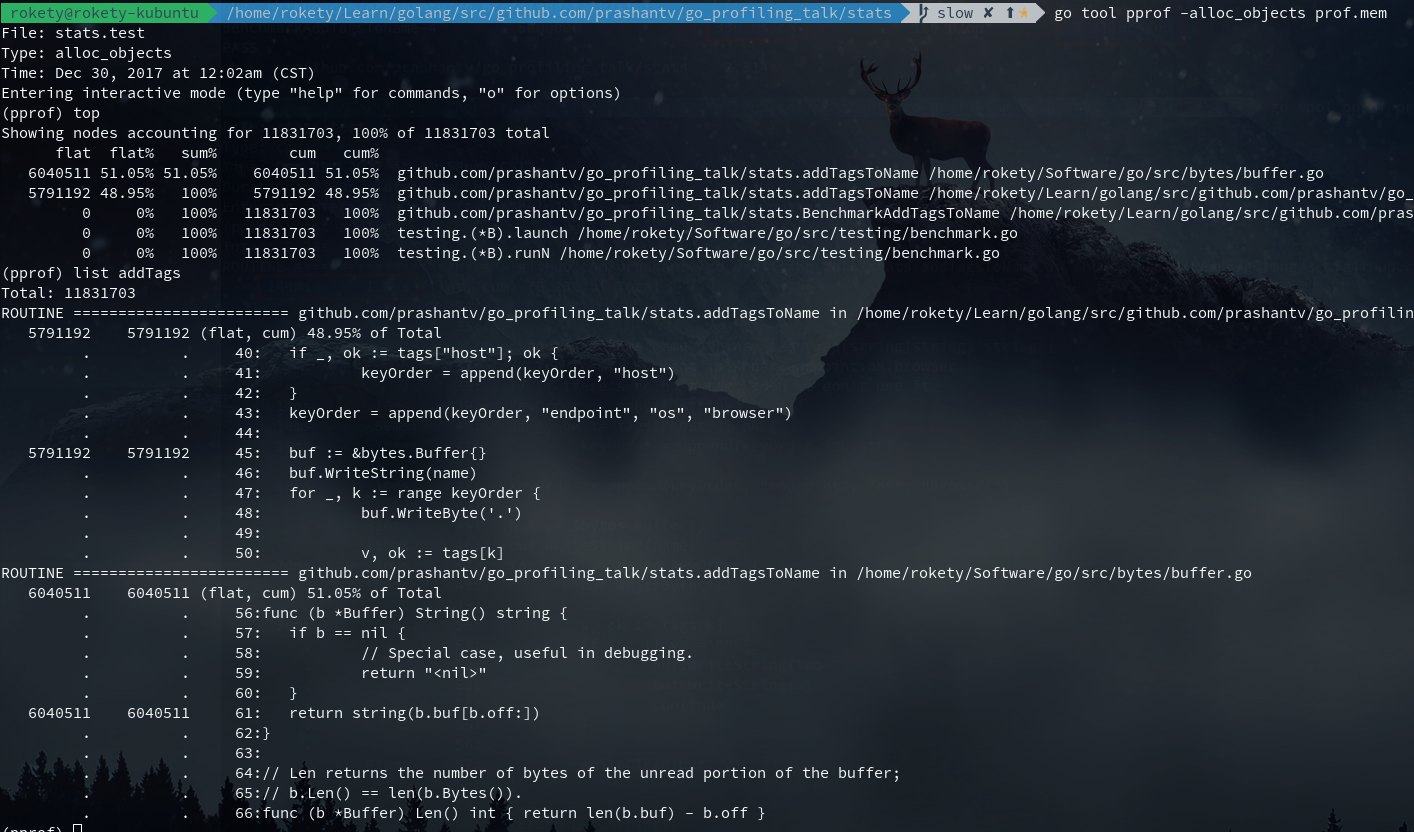 rokety@rokety-kubuntu /home/rokety/Learn/golang/src/github.com/prashantv/go_profiling_talk/stats slow ✘ ⬆★ go tool pprof -alloc_objects prof.mem
File: stats.test
Type: alloc_objects
Time: Dec 30, 2017 at 12:02am (CST)
Entering interactive mode (type "help" for commands, "o" for options)
(pprof) top
Showing nodes accounting for 11831703, 100% of 11831703 total
flat flat% sum% cum cum%
6040511 51.05% 51.05% 6040511 51.05% github.com/prashantv/go_profiling_talk/stats.addTagsToName /home/rokety/Software/go/src/bytes/buffer.go
5791192 48.95% 100% 5791192 48.95% github.com/prashantv/go_profiling_talk/stats.addTagsToName /home/rokety/Learn/golang/src/github.com/prashantv/go_
0 0% 100% 11831703 100% github.com/prashantv/go_profiling_talk/stats.BenchmarkAddTagsToName /home/rokety/Learn/golang/src/github.com/pras
0 0% 100% 11831703 100% testing.(*B).launch /home/rokety/Software/go/src/testing/benchmark.go
0 0% 100% 11831703 100% testing.(*B).runN /home/rokety/Software/go/src/testing/benchmark.go
(pprof) list addTags
Total: 11831703
ROUTINE ======================== github.com/prashantv/go_profiling_talk/stats.addTagsToName in /home/rokety/Learn/golang/src/github.com/prashantv/go_profilin
5791192 5791192 (flat, cum) 48.95% of Total
. . 40: if _, ok := tags["host"]; ok {
. . 41: keyOrder = append(keyOrder, "host")
. . 42: }
. . 43: keyOrder = append(keyOrder, "endpoint", "os", "browser")
. . 44:
5791192 5791192 45: buf := &bytes.Buffer{}
. . 46: buf.WriteString(name)
. . 47: for _, k := range keyOrder {
. . 48: buf.WriteByte('.')
. . 49:
. . 50: v, ok := tags[k]
ROUTINE ======================== github.com/prashantv/go_profiling_talk/stats.addTagsToName in /home/rokety/Software/go/src/bytes/buffer.go
6040511 6040511 (flat, cum) 51.05% of Total
. . 56:func (b *Buffer) String() string {
. . 57: if b == nil {
. . 58: // Special case, useful in debugging.
. . 59: return "<nil>"
. . 60: }
6040511 6040511 61: return string(b.buf[b.off:])
. . 62:}
. . 63:
. . 64:// Len returns the number of bytes of the unread portion of the buffer;
. . 65:// b.Len() == len(b.Bytes()).
. . 66:func (b *Buffer) Len() int { return len(b.buf) - b.off }
(pprof)